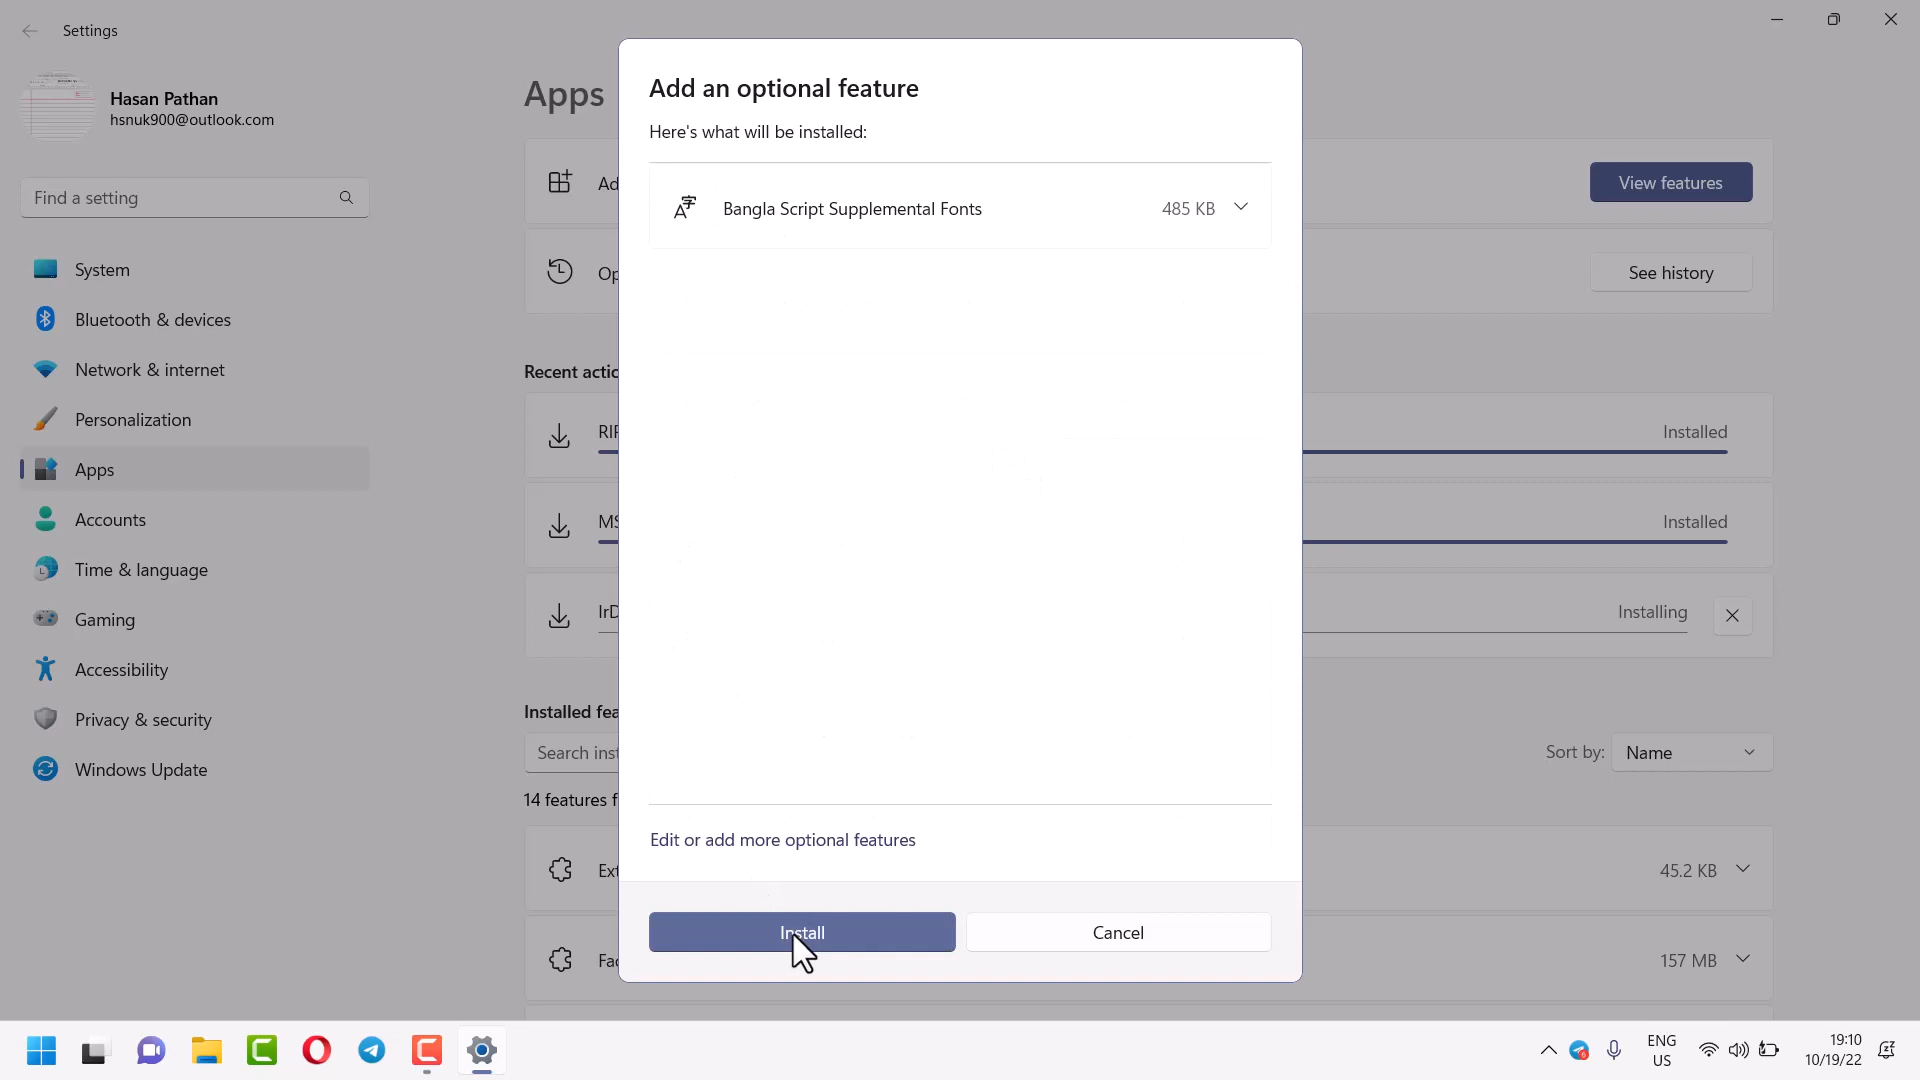 Settings
Hasan Pathan
hsnuk900@outlook.com
Find a setting
System
Bluetooth & devices
Network & internet
Personalization
Apps
Accounts
Time & language
Gaming
Accessibility
Privacy & security
Windows Update
Apps
Ad
View features
Op
See history
Recent actio
RIP
Installed
MS
Installed
IrD
Installing
Installed fea
Search inst
Sort by:
Name
14 features f
Ext
45.2 KB
Fac
157 MB
Add an optional feature
Here's what will be installed:
Bangla Script Supplemental Fonts
485 KB
Edit or add more optional features
Install
Cancel
ENG
US
19:10
10/19/22